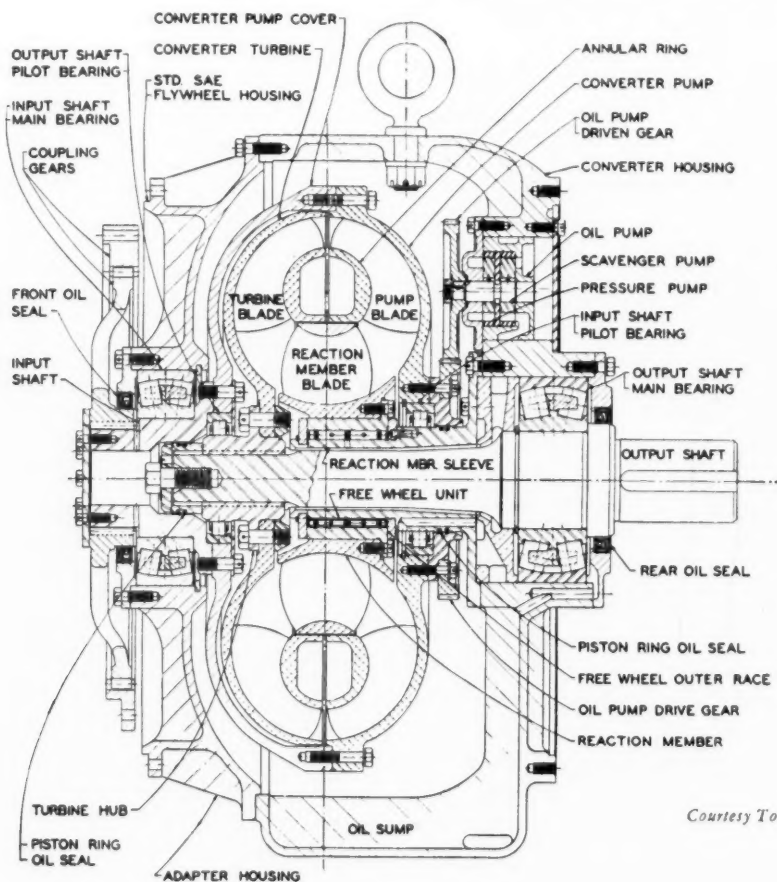 CONVERTER PUMP COVER
CONVERTER TURBINE
OUTPUT SHAFT
PILOT BEARING
STD. SAE
FLYWHEEL HOUSING
INPUT SHAFT
MAIN BEARING
COUPLING
GEARS
FRONT OIL
SEAL
INPUT
SHAFT
ANNULAR RING
CONVERTER PUMP
OIL PUMP
DRIVEN GEAR
CONVERTER HOUSING
OIL PUMP
SCAVENGER PUMP
PRESSURE PUMP
INPUT SHAFT
PILOT BEARING
OUTPUT SHAFT
MAIN BEARING
TURBINE
BLADE
PUMP
BLADE
REACTION
MEMBER
BLADE
REACTION MBR SLEEVE
FREE WHEEL UNIT
OUTPUT SHAFT
REAR OIL SEAL
PISTON RING OIL SEAL
FREE WHEEL OUTER RACE
OIL PUMP DRIVE GEAR
REACTION MEMBER
TURBINE HUB
PISTON RING
OIL SEAL
ADAPTER HOUSING
OIL SUMP
Courtesy To